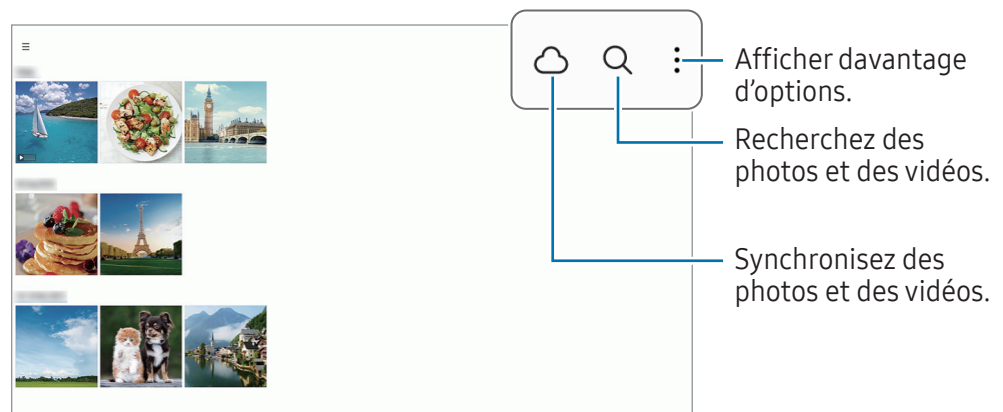 Afficher davantage
d'options.
Recherchez des
photos et des vidéos.
Synchronisez des
photos et des vidéos.